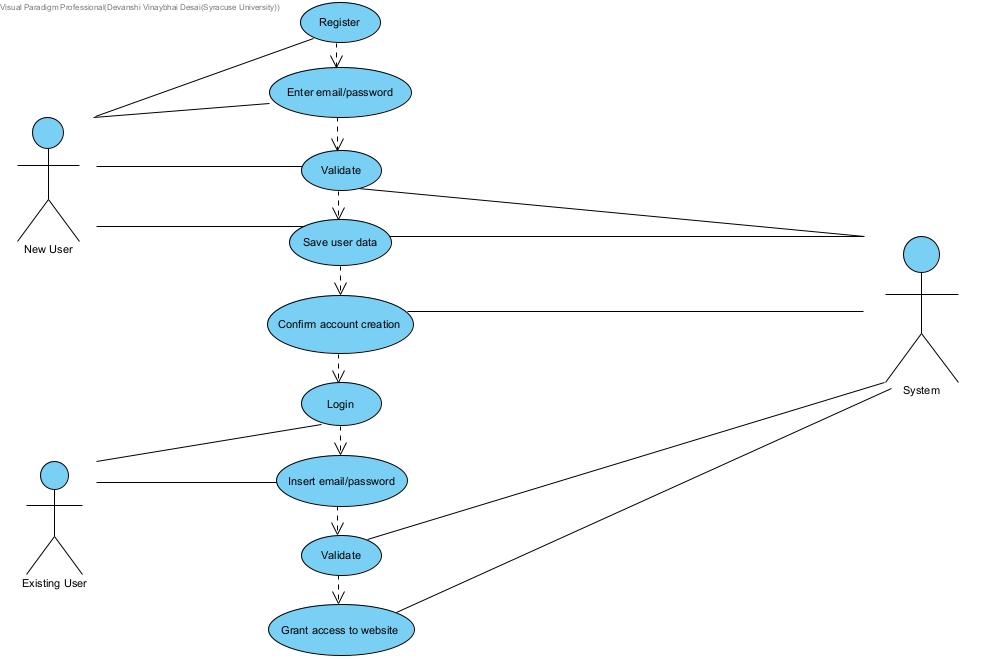 Visual Paradigm Professional(Devanshi Vinaybhai Desai(Syracuse University))
Register
Enter email/password
Validate
New User
Save user data
Confirm account creation
System
Login
Insert email/password
Validate
Existing User
Grant access to website